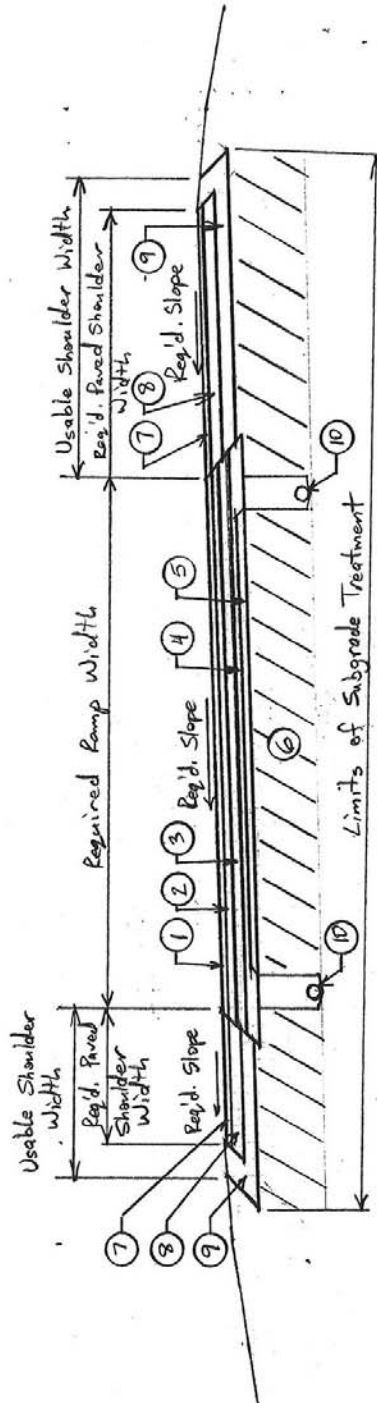 Usable Shoulder
Width
Req'd. Paved
Shoulder
Width
Req'd. Slope
7
8
9
Required Ramp Width
Req'd. Slope
1
2
3
4
5
6
10
10
Usable Shoulder Width
Req'd. Paved Shoulder
Width
Req'd. Slope
7
8
9
Limits of Subgrade Treatment